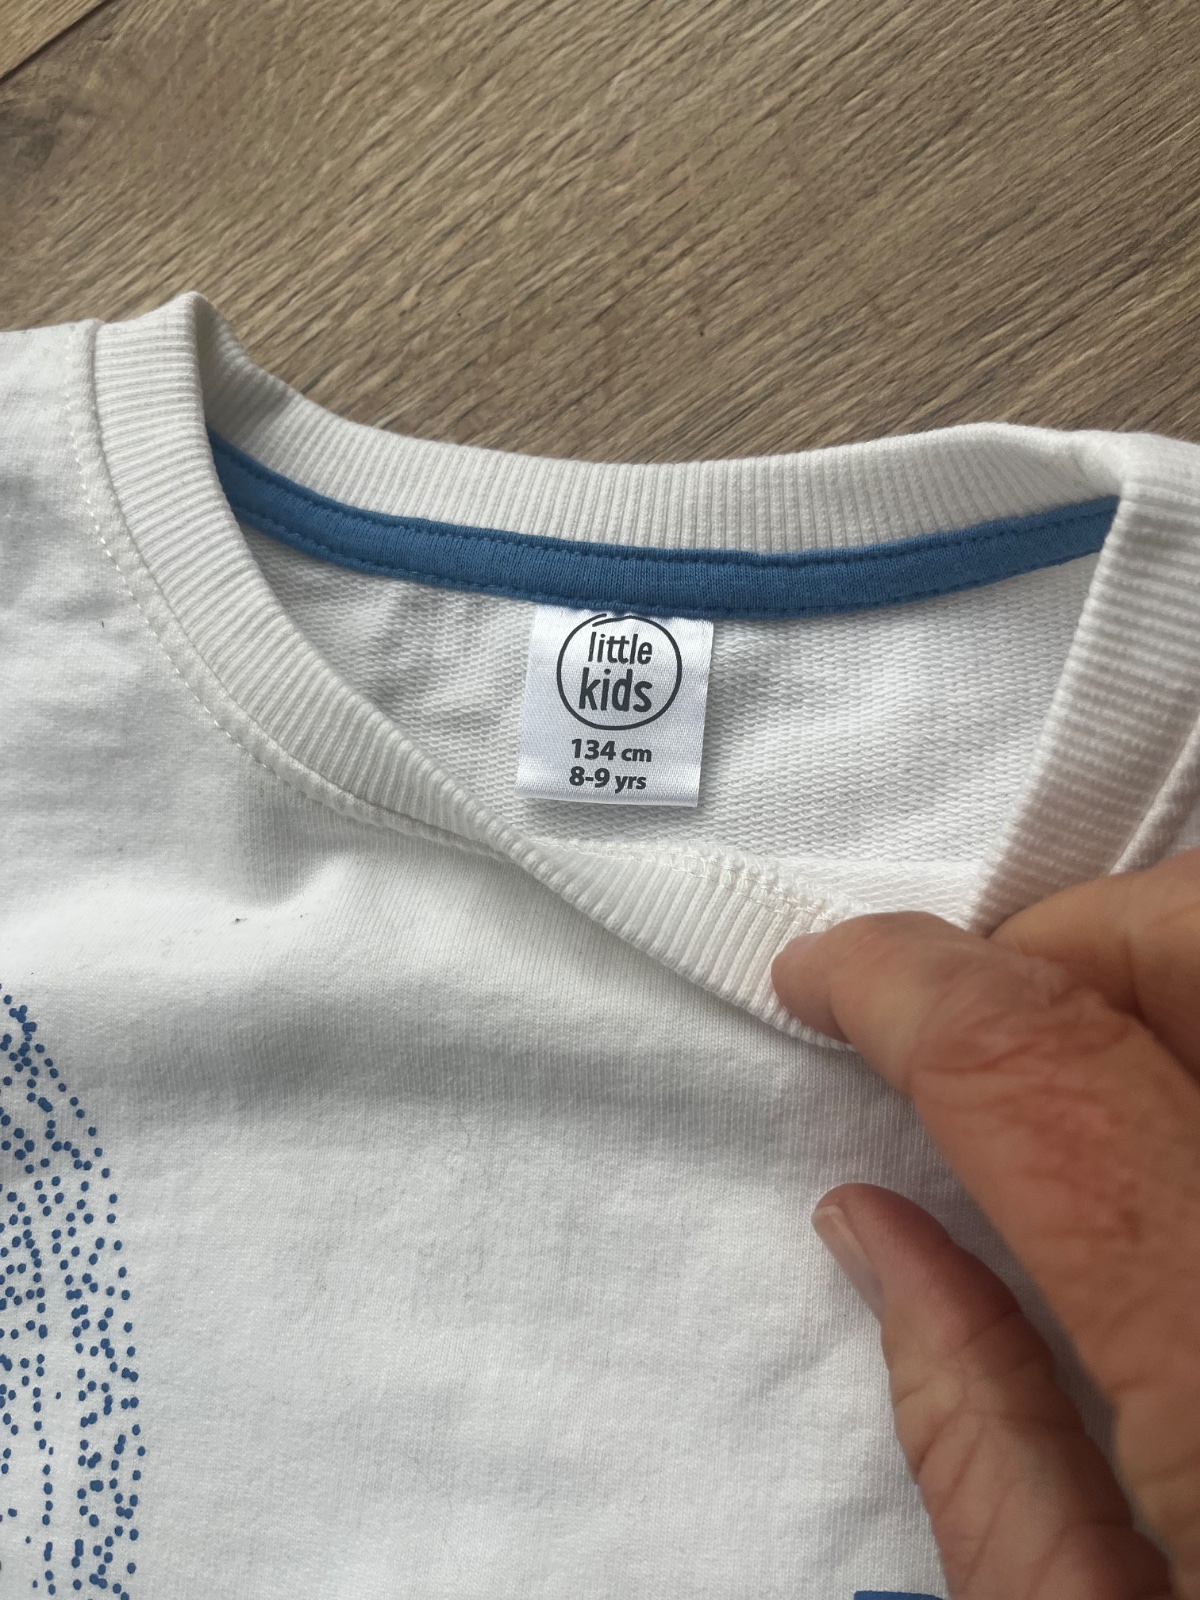 little
kids
134 cm
8-9 yrs